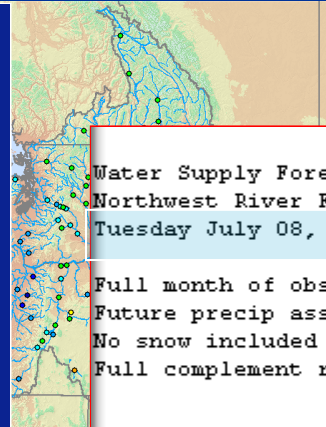 Water Supply Fore
Northwest River F
Tuesday July 08,
Full month of obs
Future precip ass
No snow included
Full complement r